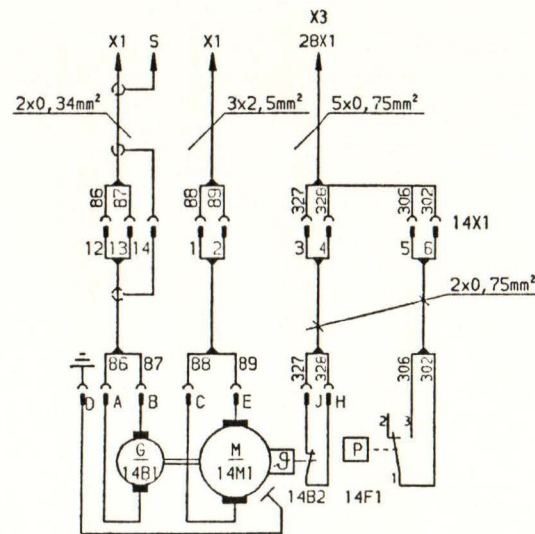 X3
X1 S X1 28X1
2x0,34mm² 3x2,5mm² 5x0,75mm²
86 87 88 89 327 328 306 302
12 13 14 1 2 3 4 5 6 14X1
2x0,75mm²
86 87 88 89 327 328 306 302
D A B C E J H
2 3
G M ϑ P
14B1 14M1
1
14B2 14F1